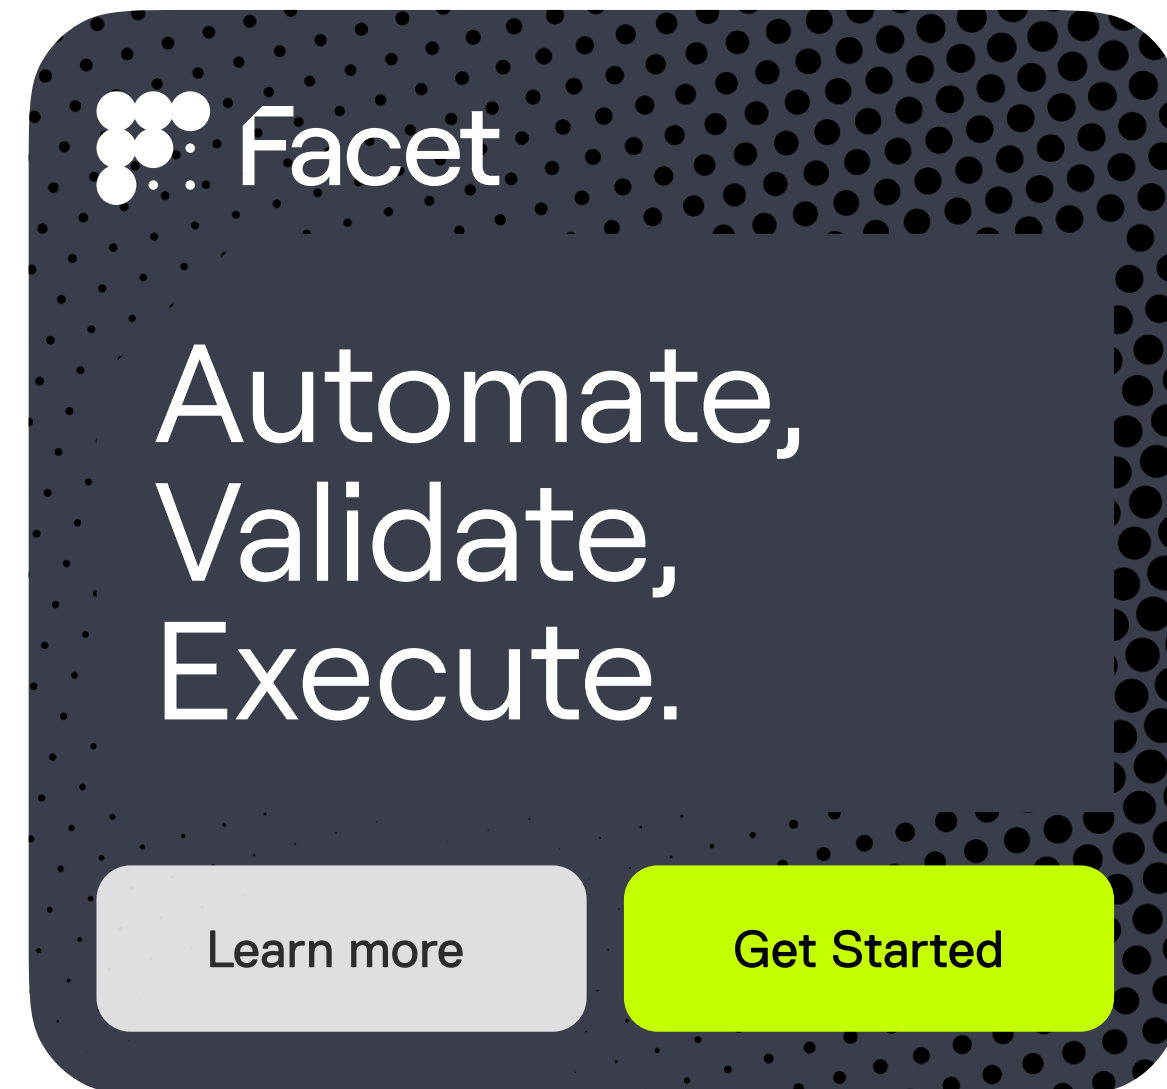 Facet
Automate,
Validate,
Execute.
Learn more
Get Started